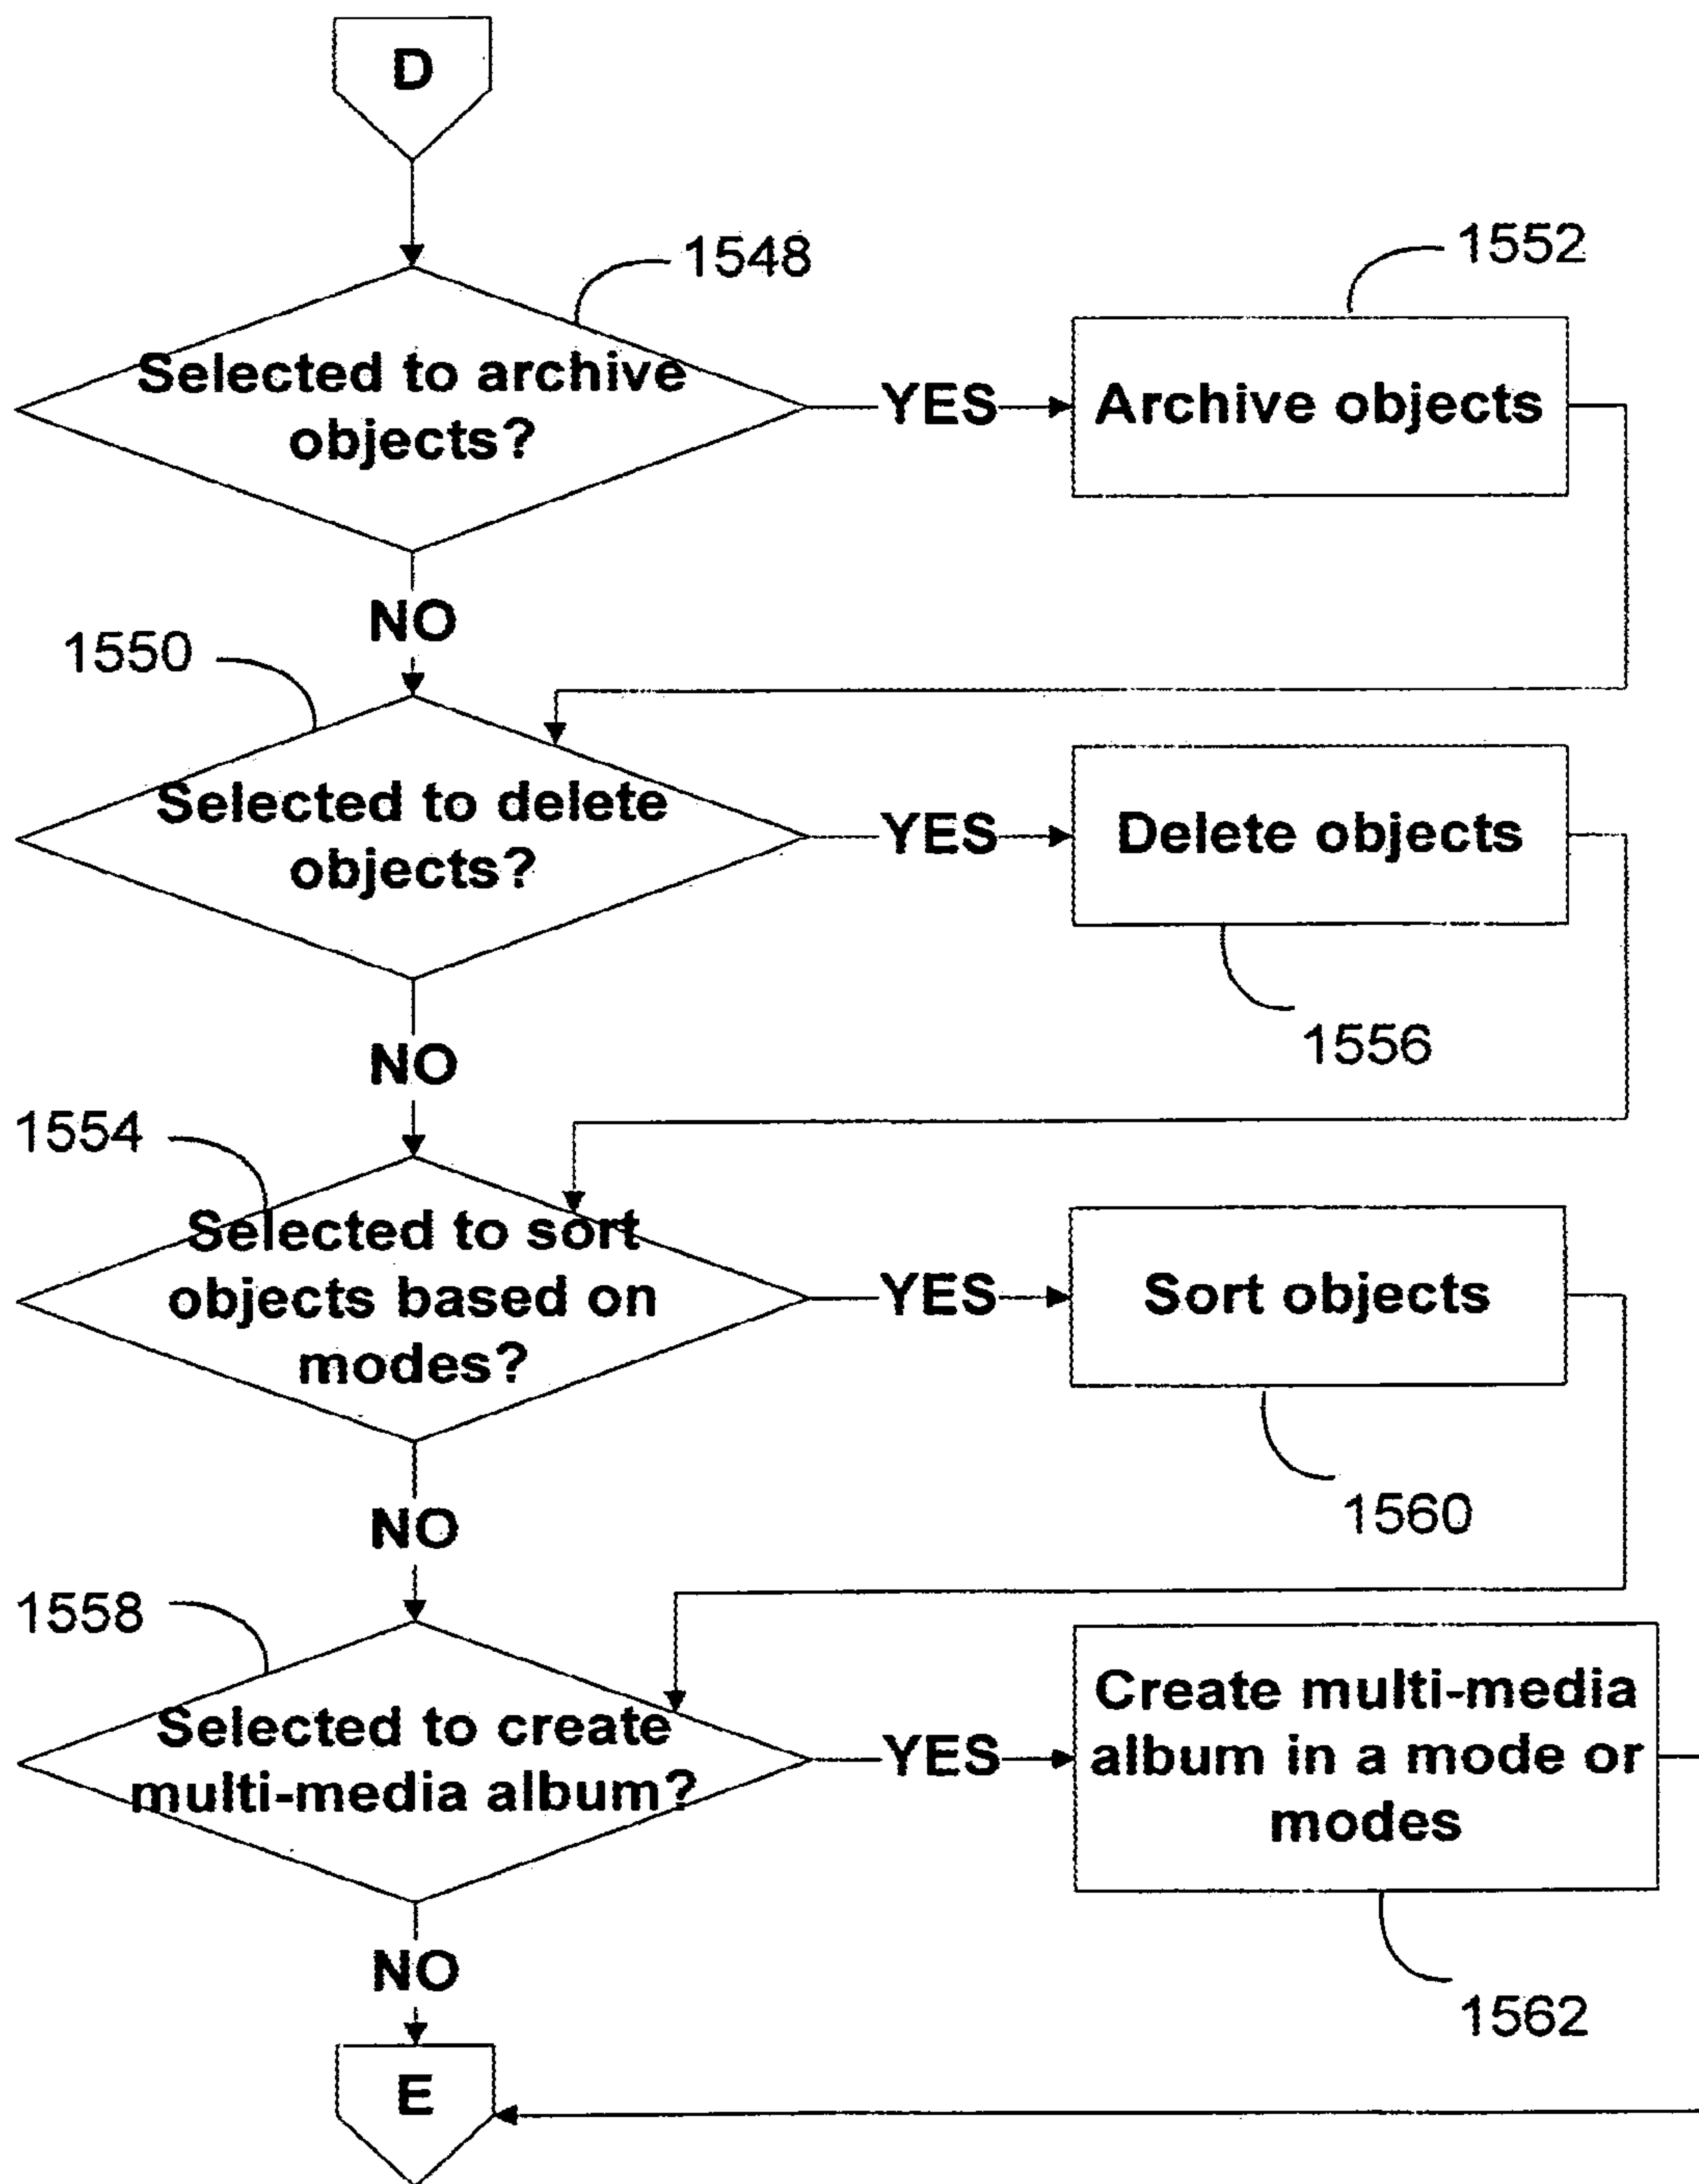 D
1548
1552
Selected to archive
objects?
YES
Archive objects
NO
1550
Selected to delete
objects?
YES
Delete objects
1556
NO
1554
Selected to sort
objects based on
modes?
YES
Sort objects
1560
NO
1558
Selected to create
multi-media album?
YES
Create multi-media
album in a mode or
modes
1562
NO
E